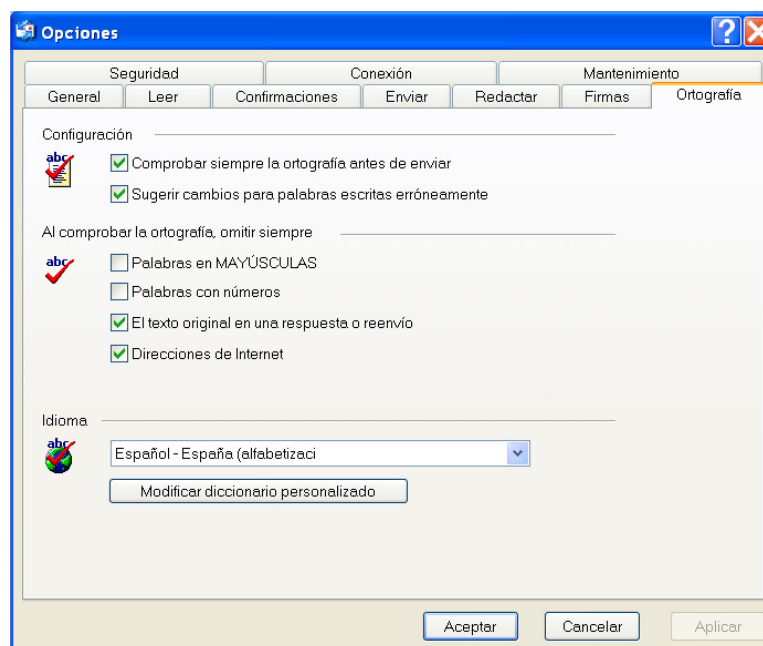 Opciones
Seguridad Conexión Mantenimiento
General Leer Confirmaciones Enviar Redactar Firmas Ortografía
Configuración
abc
Comprobar siempre la ortografía antes de enviar
Sugerir cambios para palabras escritas erróneamente
Al comprobar la ortografía, omitir siempre
abc
Palabras en MAYÚSCULAS
Palabras con números
El texto original en una respuesta o reenvío
Direcciones de Internet
Idioma
abc
Español - España (alfabetizaci
Modificar diccionario personalizado
Aceptar Cancelar Aplicar